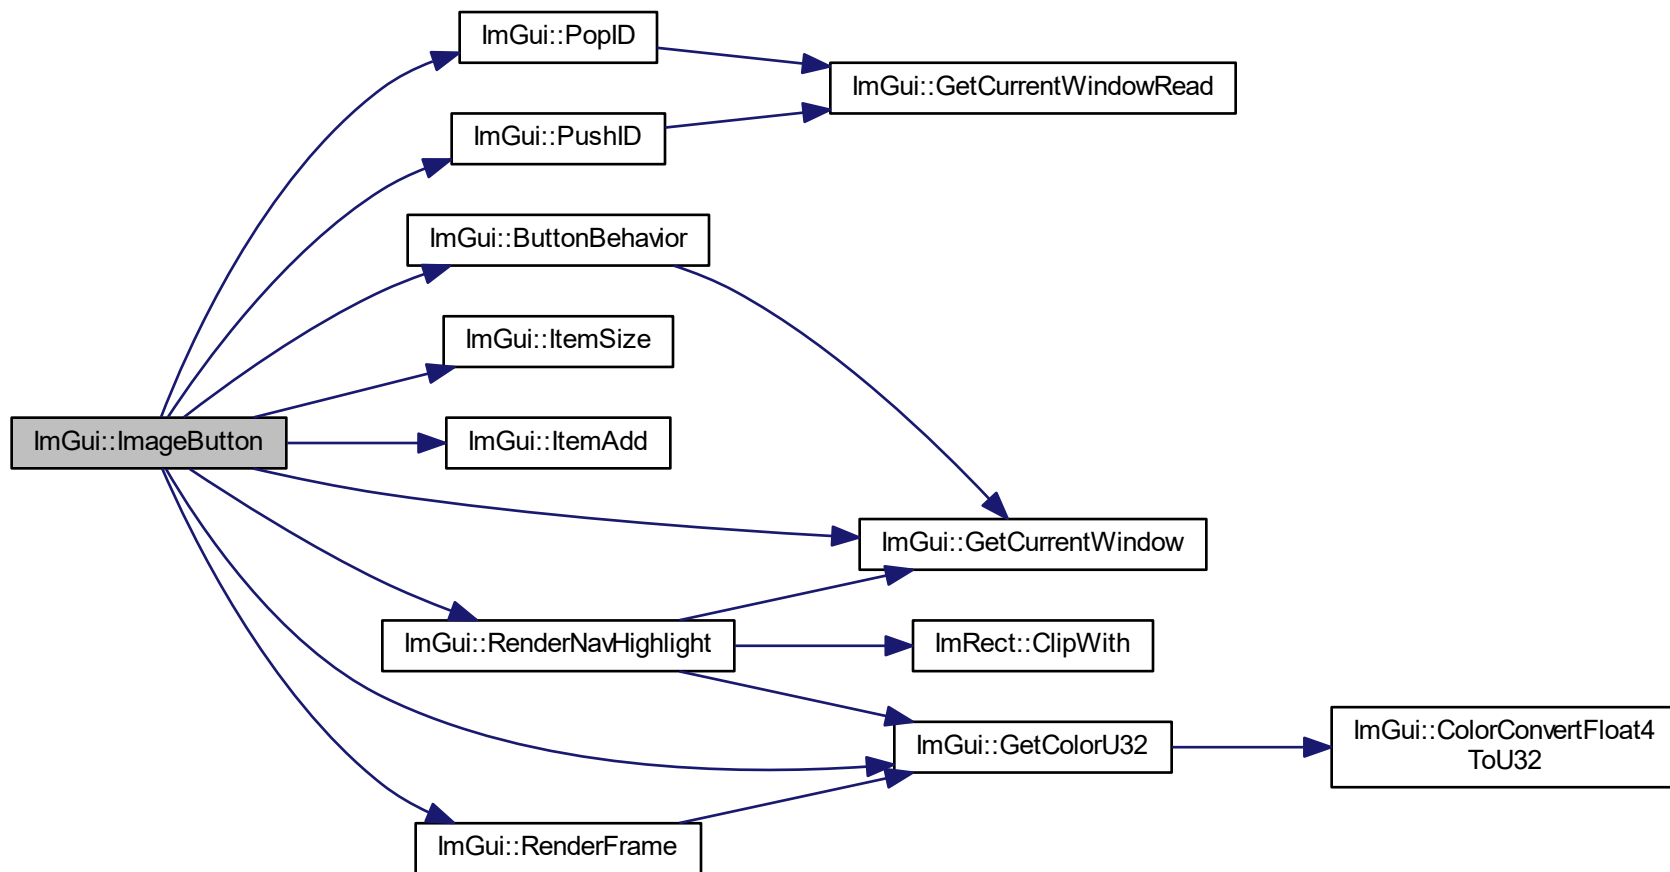 ImGui::PopID
ImGui::GetCurrentWindowRead
ImGui::PushID
ImGui::ButtonBehavior
ImGui::ItemSize
ImGui::ImageButton
ImGui::ItemAdd
ImGui::GetCurrentWindow
ImGui::RenderNavHighlight
ImRect::ClipWith
ImGui::GetColorU32
ImGui::ColorConvertFloat4
ToU32
ImGui::RenderFrame